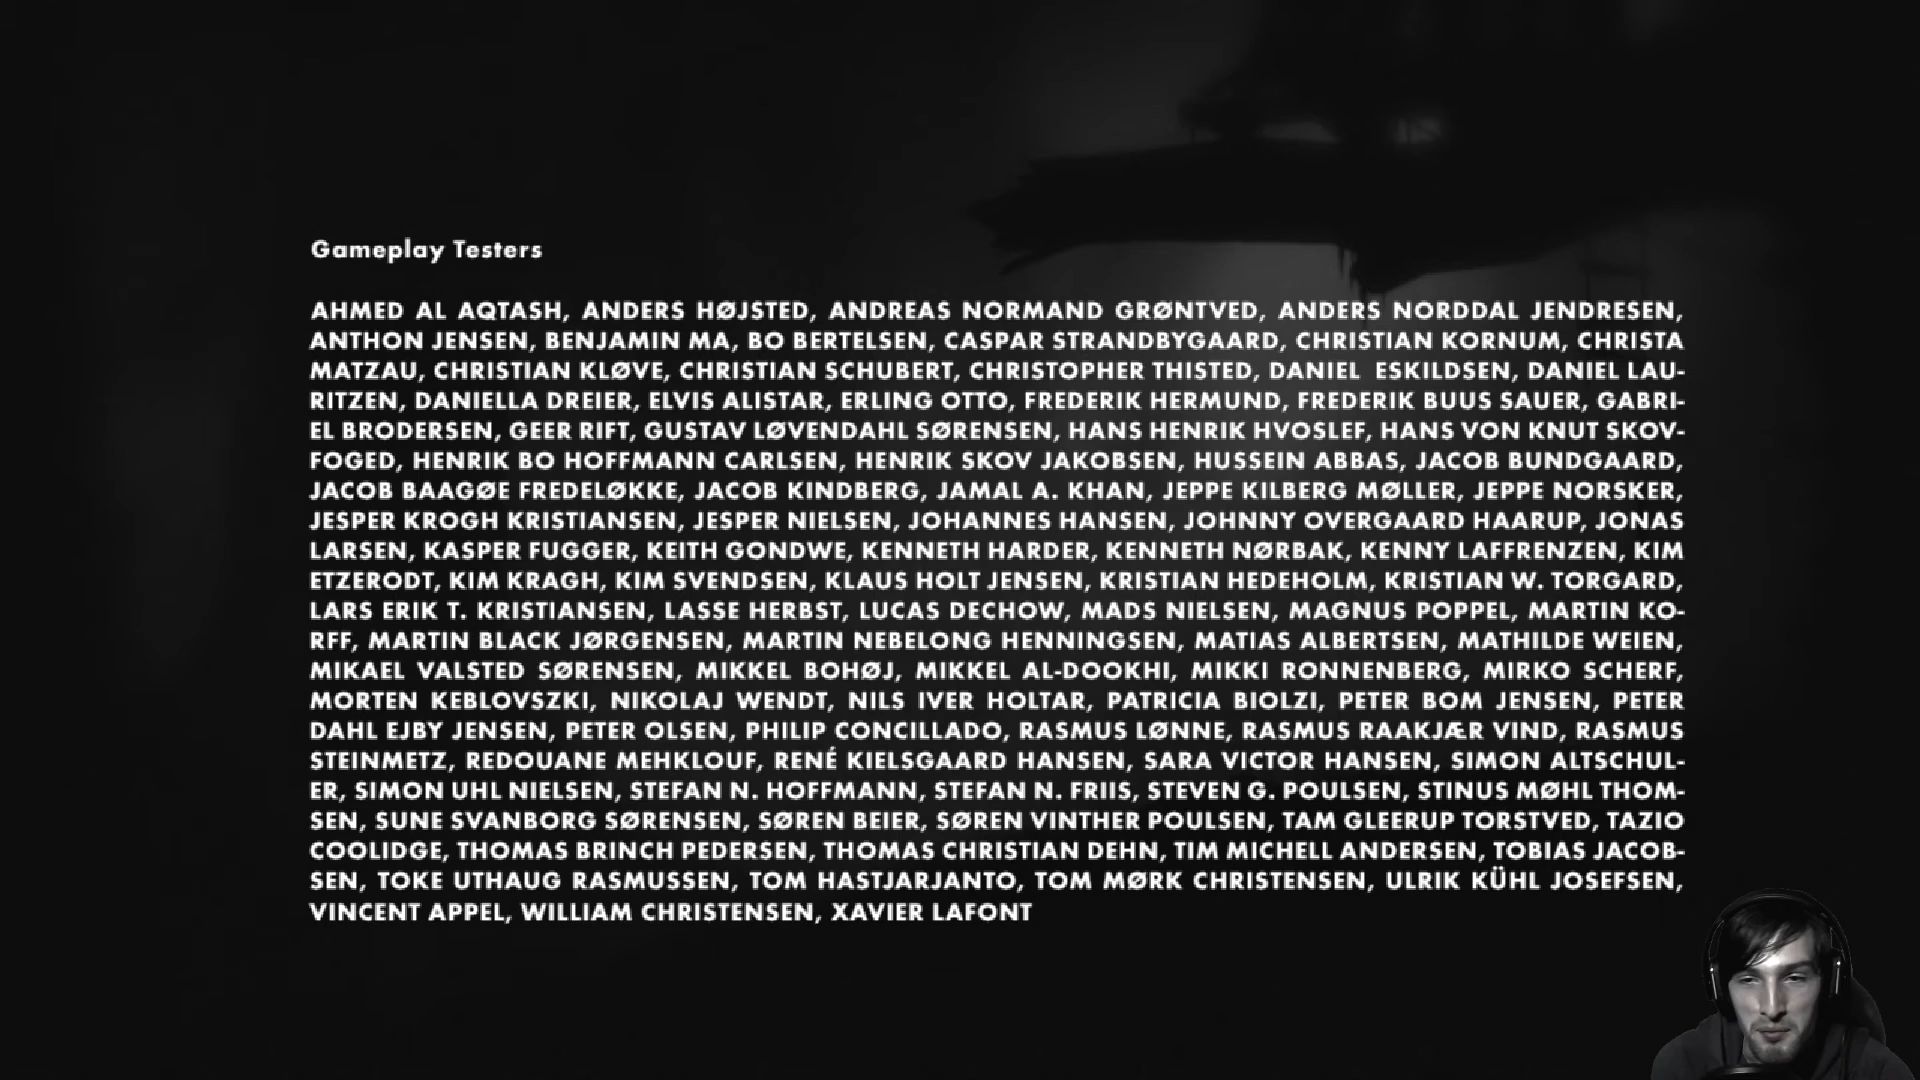 Gameplay Testers
AHMED AL AQTASH, ANDERS HØJSTED, ANDREAS NORMAND GRØNTVED, ANDERS NORDDAL JENDRESEN,
ANTHON JENSEN, BENJAMIN MA, BO BERTELSEN, CASPAR STRANDBYGAARD, CHRISTIAN KORNUM, CHRISTA
MATZAU, CHRISTIAN KLØVE, CHRISTIAN SCHUBERT, CHRISTOPHER THISTED, DANIEL ESKILDSEN, DANIEL LAU-
RITZEN, DANIELLA DREIER, ELVIS ALISTAR, ERLING OTTO, FREDERIK HERMUND, FREDERIK BUUS SAUER, GABRI-
EL BRODERSEN, GEER RIFT, GUSTAV LØVENDAHL SØRENSEN, HANS HENRIK HVOSLEF, HANS VON KNUT SKOV-
FOGED, HENRIK BO HOFFMANN CARLSEN, HENRIK SKOV JAKOBSEN, HUSSEIN ABBAS, JACOB BUNDGAARD,
JACOB BAAGØE FREDELØKKE, JACOB KINDBERG, JAMAL A. KHAN, JEPPE KILBERG MØLLER, JEPPE NORSKER,
JESPER KROGH KRISTIANSEN, JESPER NIELSEN, JOHANNES HANSEN, JOHNNY OVERGAARD HAARUP, JONAS
LARSEN, KASPER FUGGER, KEITH GONDWE, KENNETH HARDER, KENNETH NØRBAK, KENNY LAFFRENZEN, KIM
ETZERODT, KIM KRAGH, KIM SVENDSEN, KLAUS HOLT JENSEN, KRISTIAN HEDEHOLM, KRISTIAN W. TORGARD,
LARS ERIK T. KRISTIANSEN, LASSE HERBST, LUCAS DECHOW, MADS NIELSEN, MAGNUS POPPEL, MARTIN KO-
RFF, MARTIN BLACK JØRGENSEN, MARTIN NEBELONG HENNINGSEN, MATIAS ALBERTSEN, MATHILDE WEIEN,
MIKAEL VALSTED SØRENSEN, MIKKEL BOHØJ, MIKKEL AL-DOOKHI, MIKKI RONNENBERG, MIRKO SCHERF,
MORTEN KEBLOVSZKI, NIKOLAJ WENDT, NILS IVER HOLTAR, PATRICIA BIOLZI, PETER BOM JENSEN, PETER
DAHL EJBY JENSEN, PETER OLSEN, PHILIP CONCILLADO, RASMUS LØNNE, RASMUS RAAKJÆR VIND, RASMUS
STEINMETZ, REDOUANE MEHKLOUF, RENÉ KIELSGAARD HANSEN, SARA VICTOR HANSEN, SIMON ALTSCHUL-
ER, SIMON UHL NIELSEN, STEFAN N. HOFFMANN, STEFAN N. FRIIS, STEVEN G. POULSEN, STINUS MØHL THOM-
SEN, SUNE SVANBORG SØRENSEN, SØREN BEIER, SØREN VINTHER POULSEN, TAM GLEERUP TORSTVED, TAZIO
COOLIDGE, THOMAS BRINCH PEDERSEN, THOMAS CHRISTIAN DEHN, TIM MICHELL ANDERSEN, TOBIAS JACOB-
SEN, TOKE UTHAUG RASMUSSEN, TOM HASTJARJANTO, TOM MØRK CHRISTENSEN, ULRIK KÜHL JOSEFSEN,
VINCENT APPEL, WILLIAM CHRISTENSEN, XAVIER LAFONT